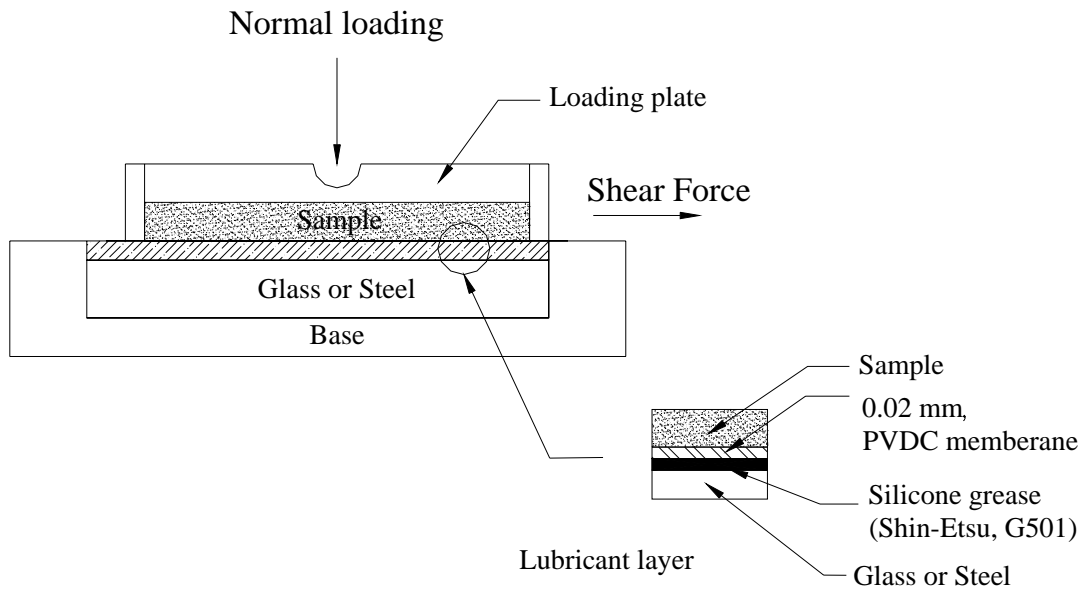 Normal loading
Loading plate
Shear Force
Sample
Glass or Steel
Base
Sample
0.02 mm,
PVDC memberane
Silicone grease
(Shin-Etsu, G501)
Lubricant layer
Glass or Steel